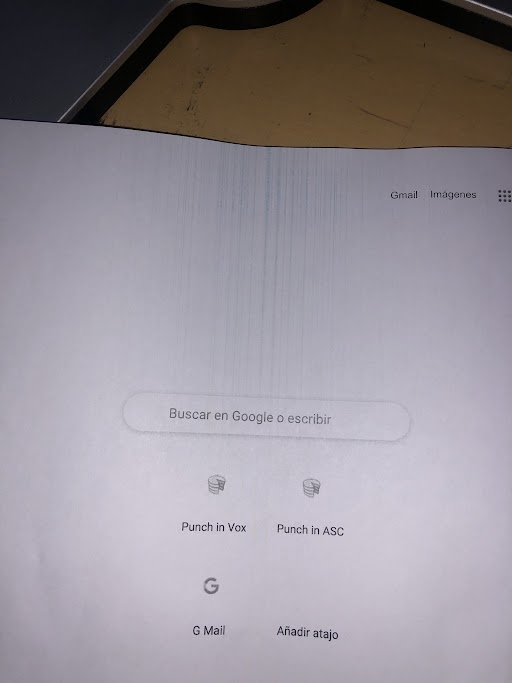 Gmail Imágenes
Buscar en Google o escribir
Punch in Vox Punch in ASC
G
G Mail Añadir atajo